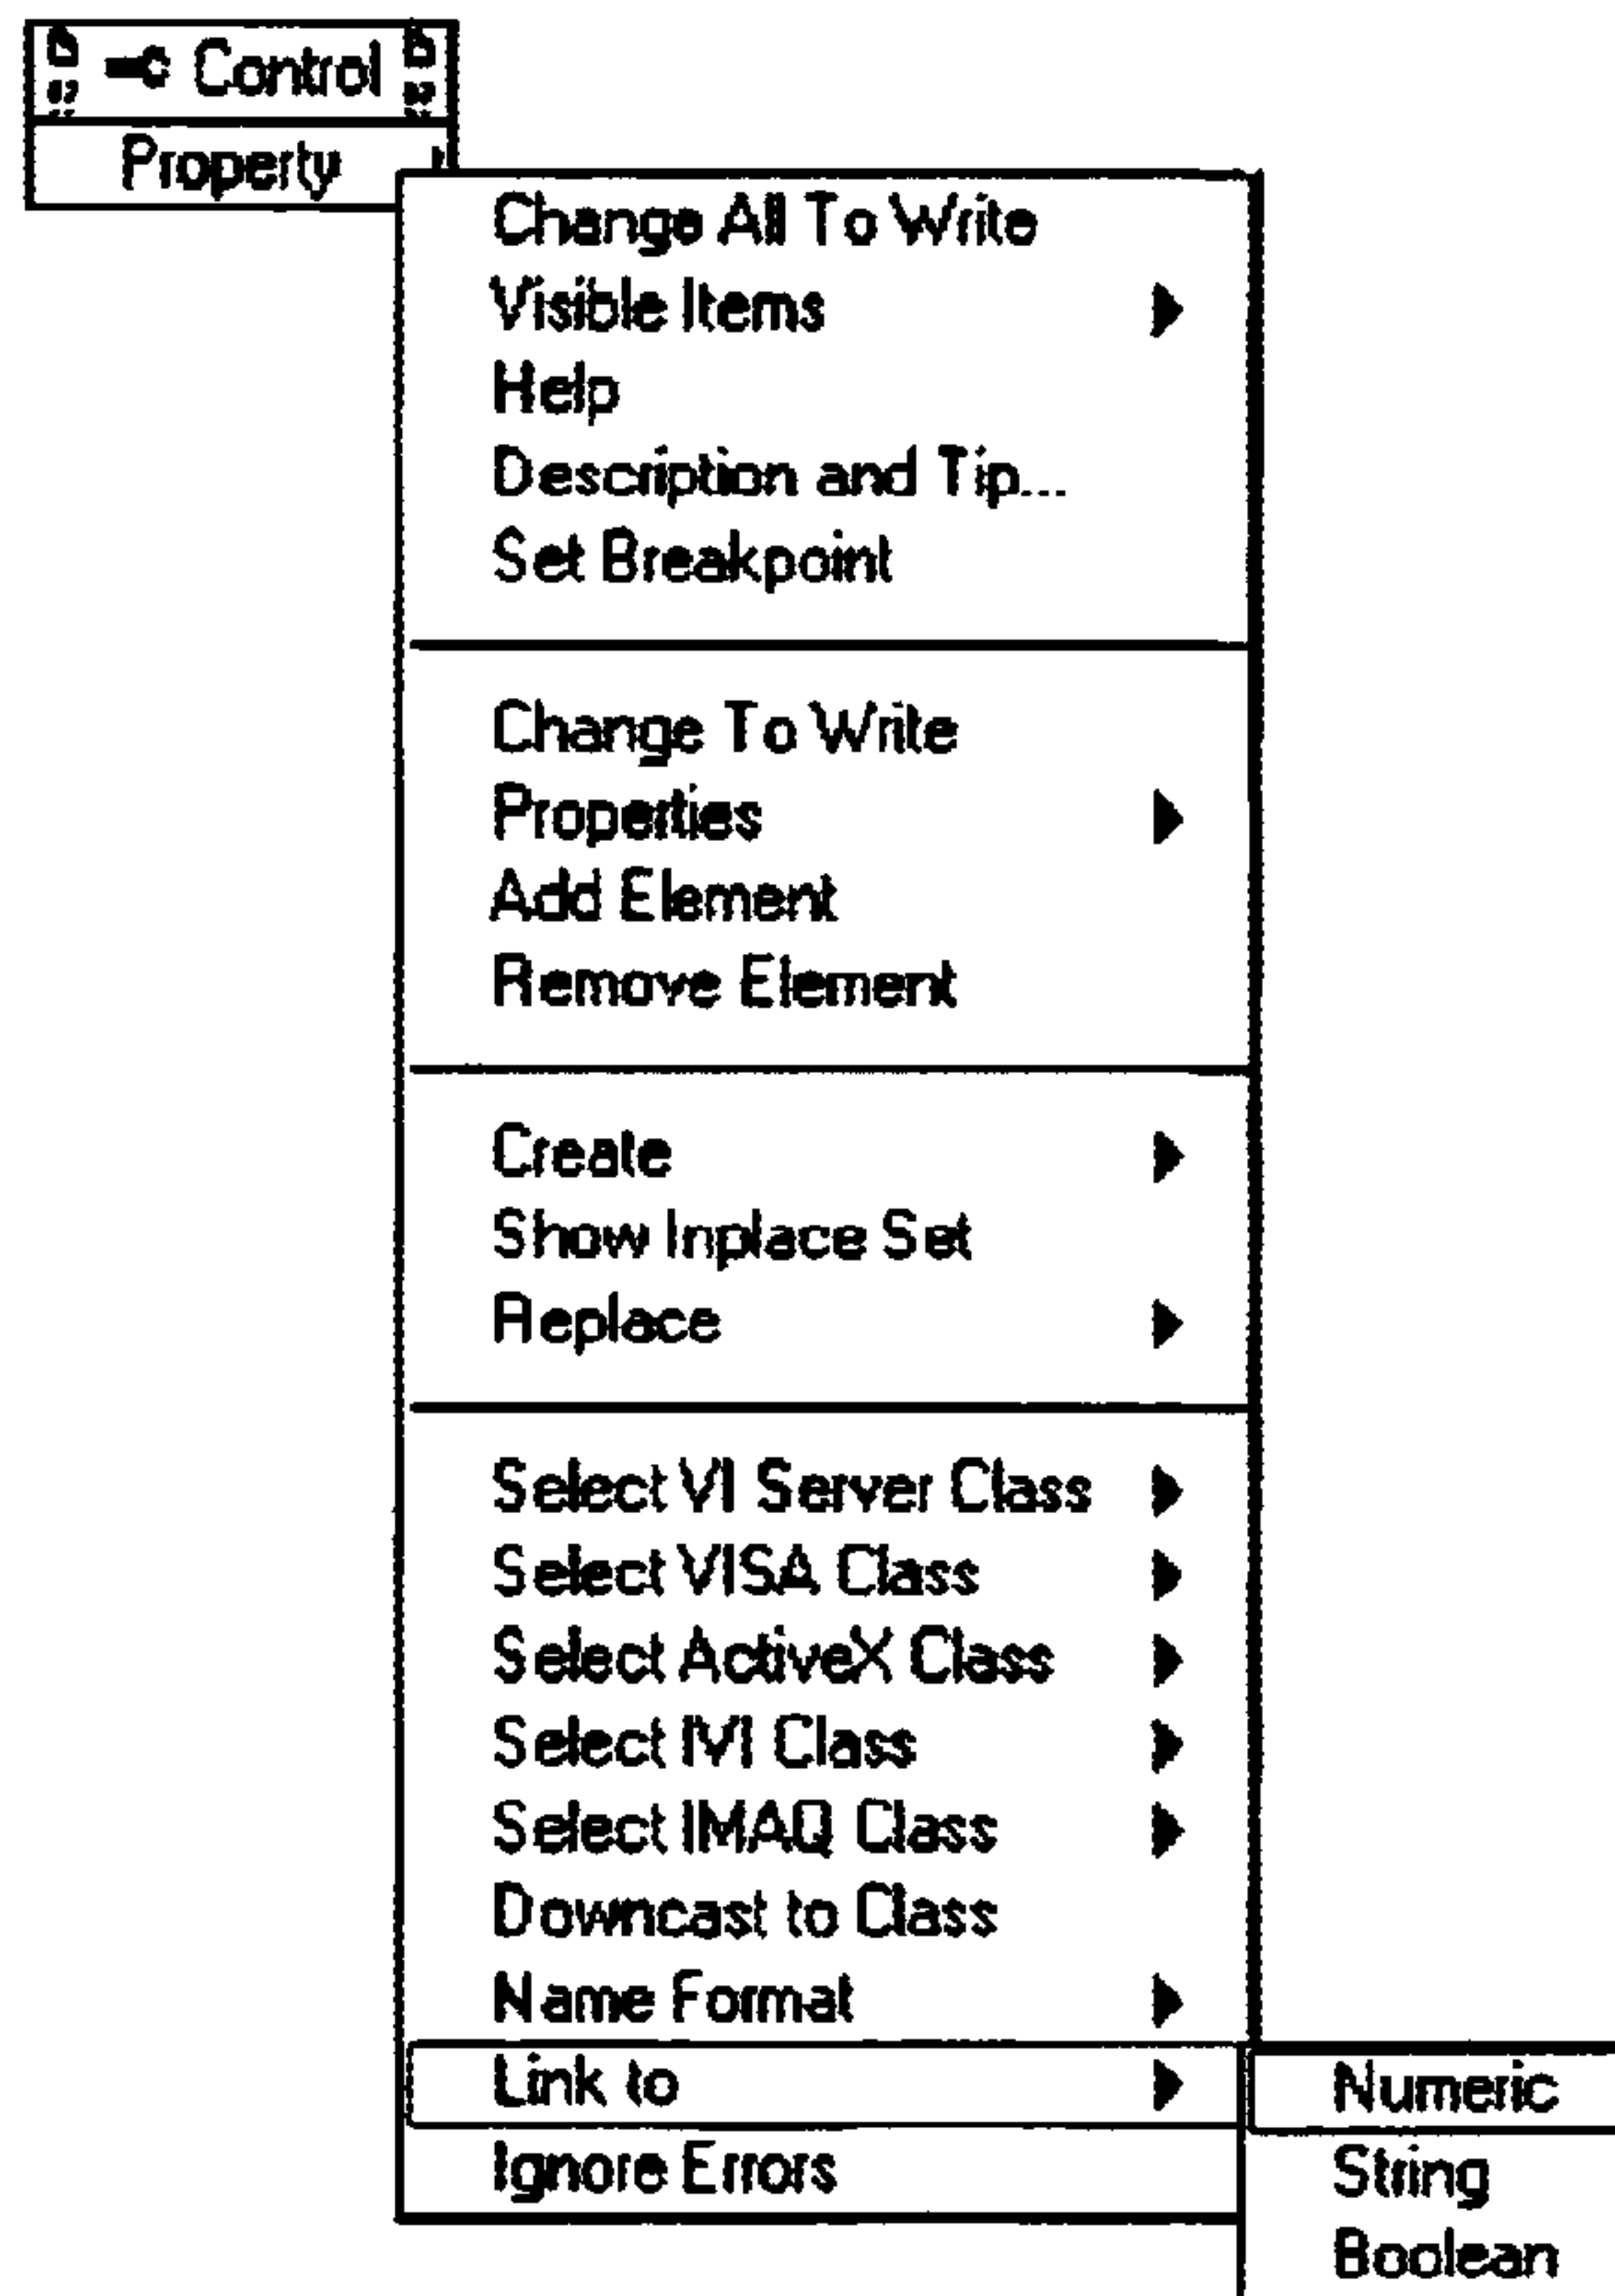 Control
Property
Change All To Write
Visible Items
Help
Description and Tip...
Set Breakpoint
Change To Write
Properties
Add Element
Remove Element
Create
Show Inplace Set
Replace
Select VI Server Class
Select VISA Class
Select ActiveX Class
Select IVI Class
Select IMAQ Class
Downcast to Class
Name Format
Link to
Numeric
Ignore Errors
String
Boolean